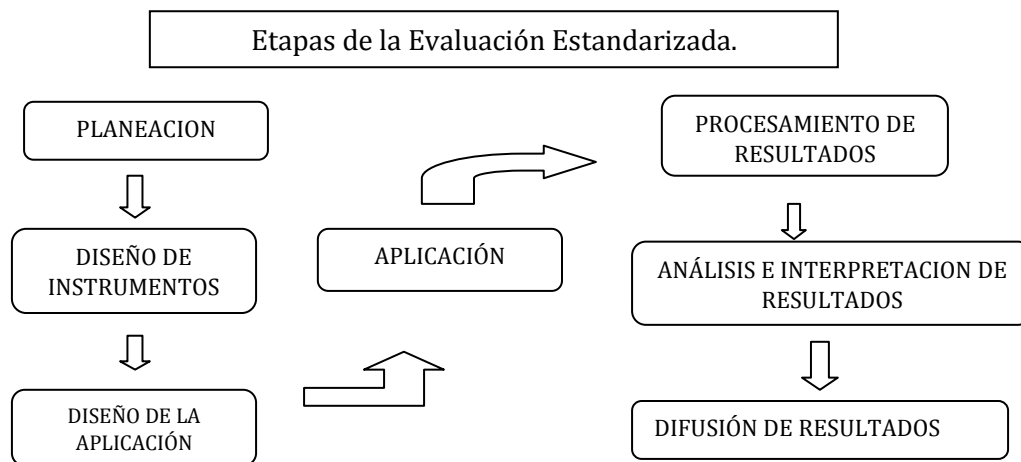 Etapas de la Evaluación Estandarizada.
PLANEACION
DISEÑO DE
INSTRUMENTOS
DISEÑO DE LA
APLICACIÓN
APLICACIÓN
PROCESAMIENTO DE
RESULTADOS
ANÁLISIS E INTERPRETACION DE
RESULTADOS
DIFUSIÓN DE RESULTADOS